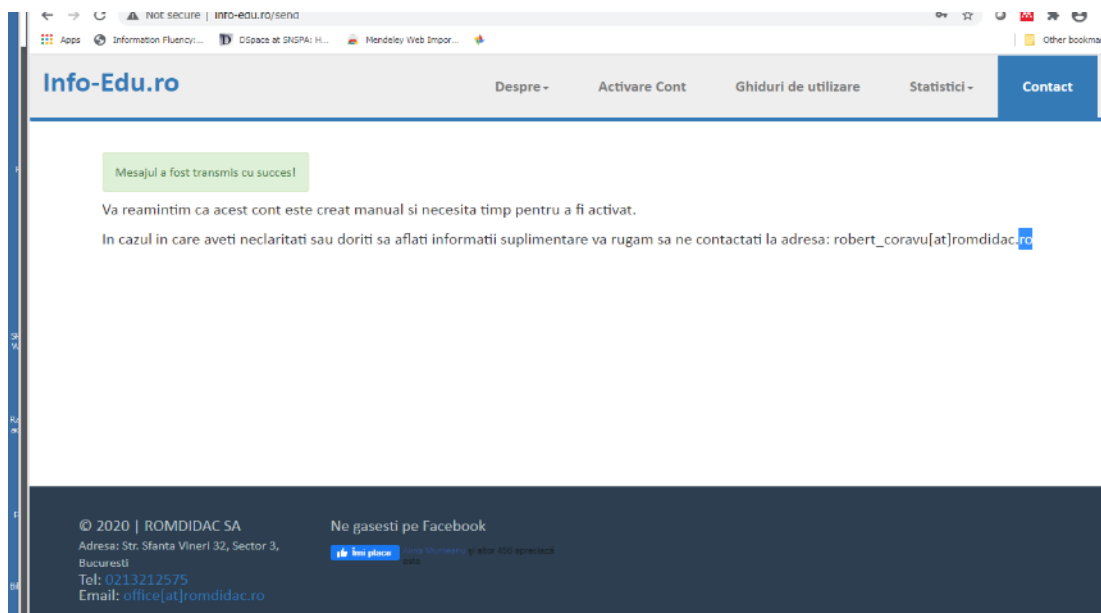 Not secure | info-edu.ro/send
Apps Information Fluency:... DSpace at SNSPA: H... Mendeley Web Impor... Other bookma
Info-Edu.ro Despre Activare Cont Ghiduri de utilizare Statistici Contact
Mesajul a fost transmis cu succes!
Va reamintim ca acest cont este creat manual si necesita timp pentru a fi activat.
In cazul in care aveti neclaritati sau doriti sa aflati informatii suplimentare va rugam sa ne contactati la adresa: robert_coravu[at]romdidac.ro
© 2020 | ROMDIDAC SA
Adresa: Str. Sfanta Vineri 32, Sector 3,
Bucuresti
Tel: 0213212575
Email: office[at]romdidac.ro
Ne gasesti pe Facebook
Îmi place